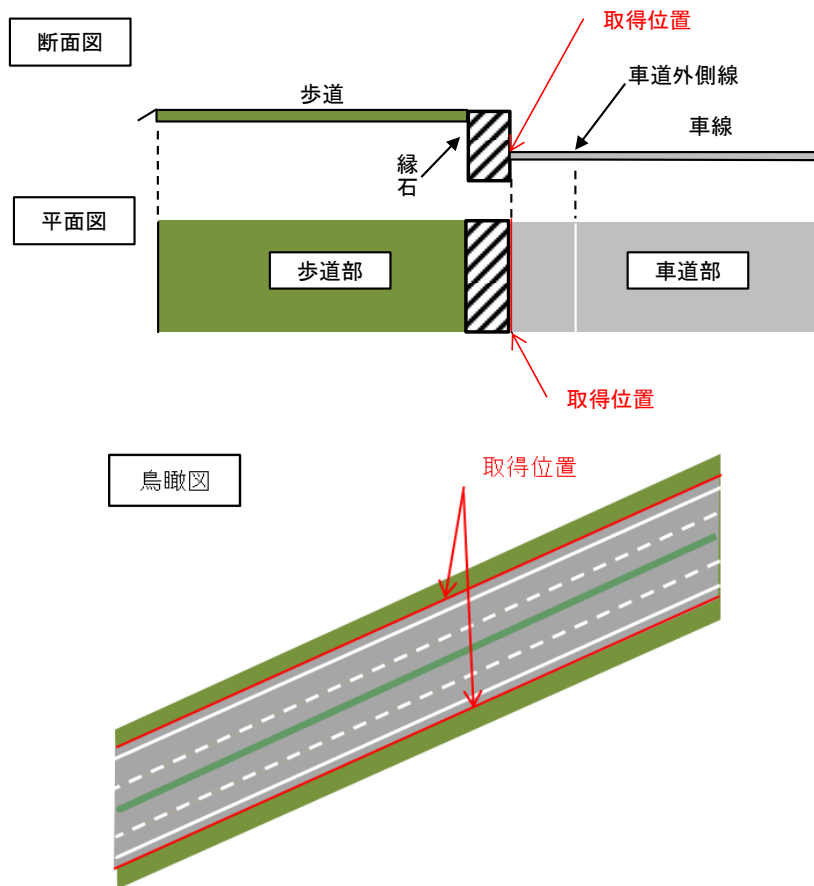 取得位置
断面図
車道外側線
歩道
車線
縁石
平面図
歩道部
車道部
取得位置
鳥瞰図
取得位置